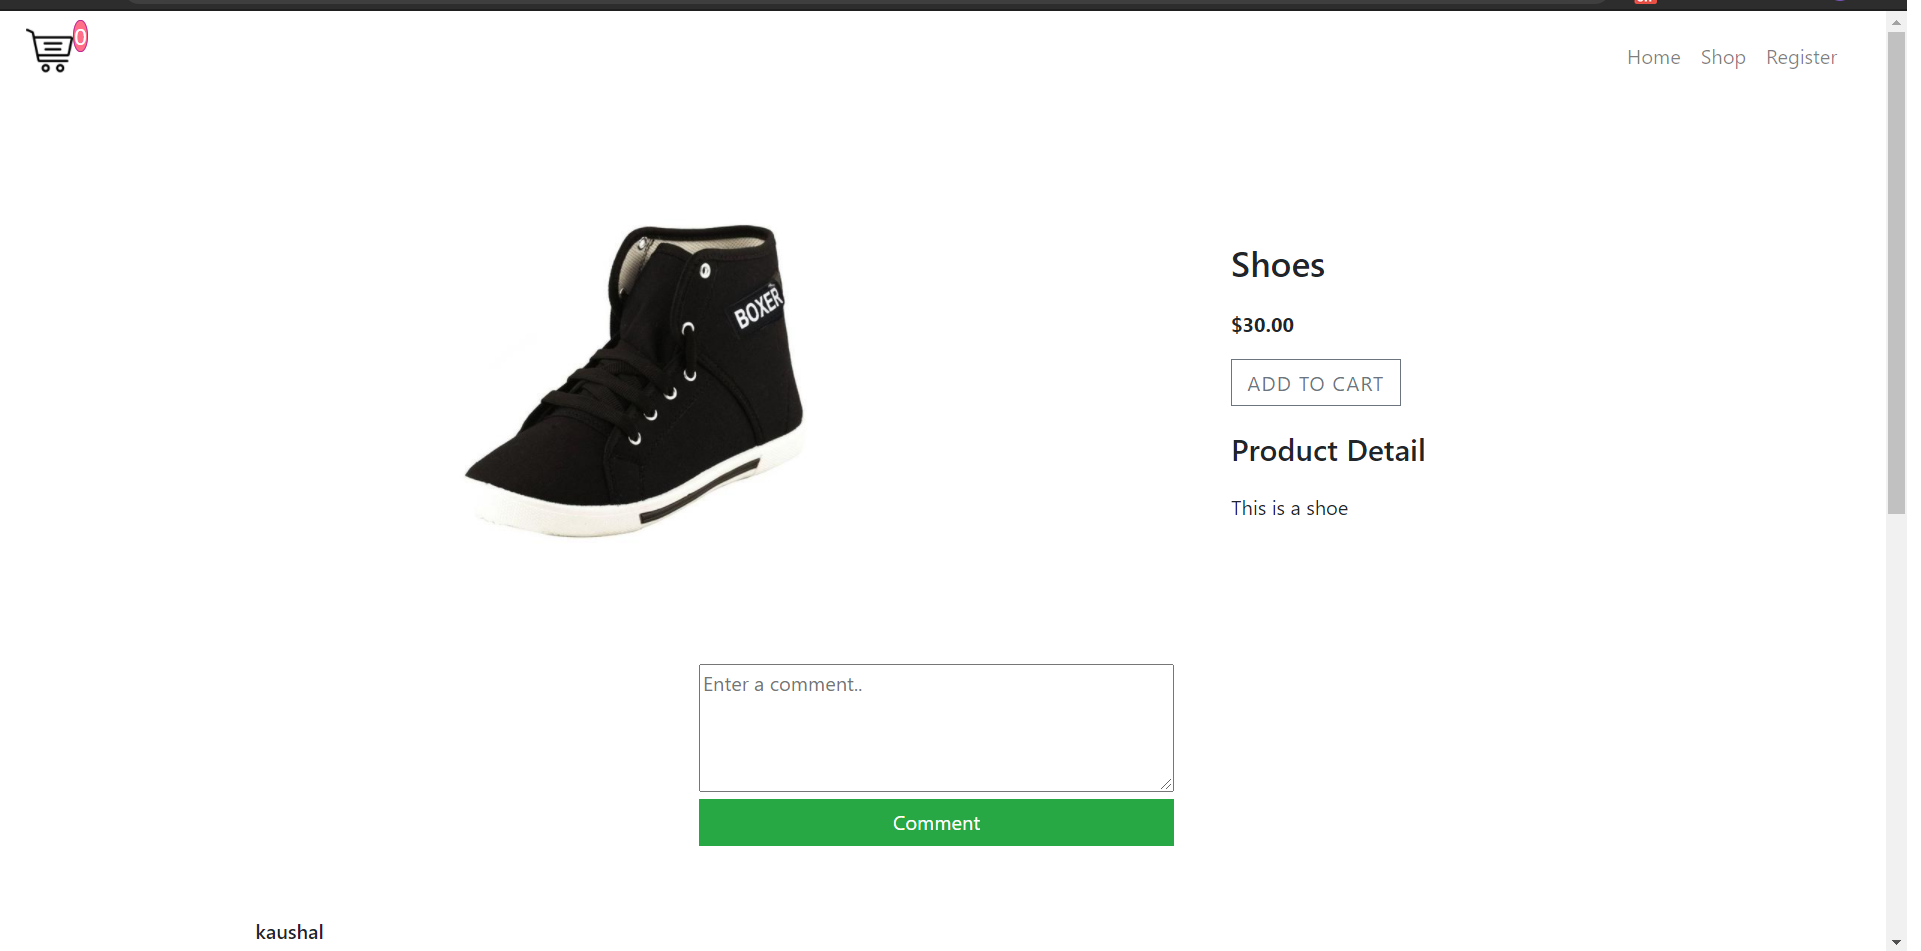 0
Home Shop Register
BOXER
Shoes
$30.00
ADD TO CART
Product Detail
This is a shoe
Enter a comment..
Comment
kaushal